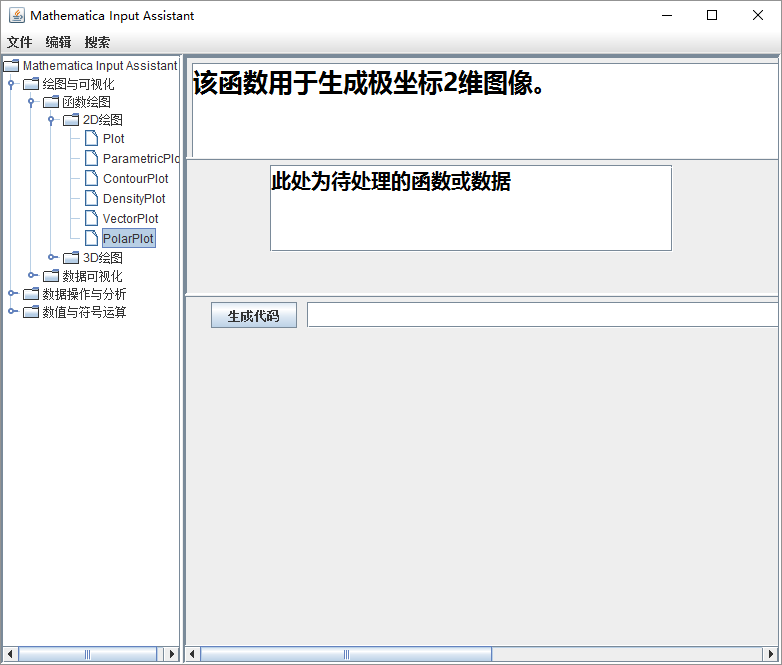 Mathematica Input Assistant
文件 编辑 搜索
Mathematica Input Assistant
绘图与可视化
函数绘图
2D绘图
Plot
ParametricPlo
ContourPlot
DensityPlot
VectorPlot
PolarPlot
3D绘图
数据可视化
数据操作与分析
数值与符号运算
该函数用于生成极坐标2维图像。
此处为待处理的函数或数据
生成代码